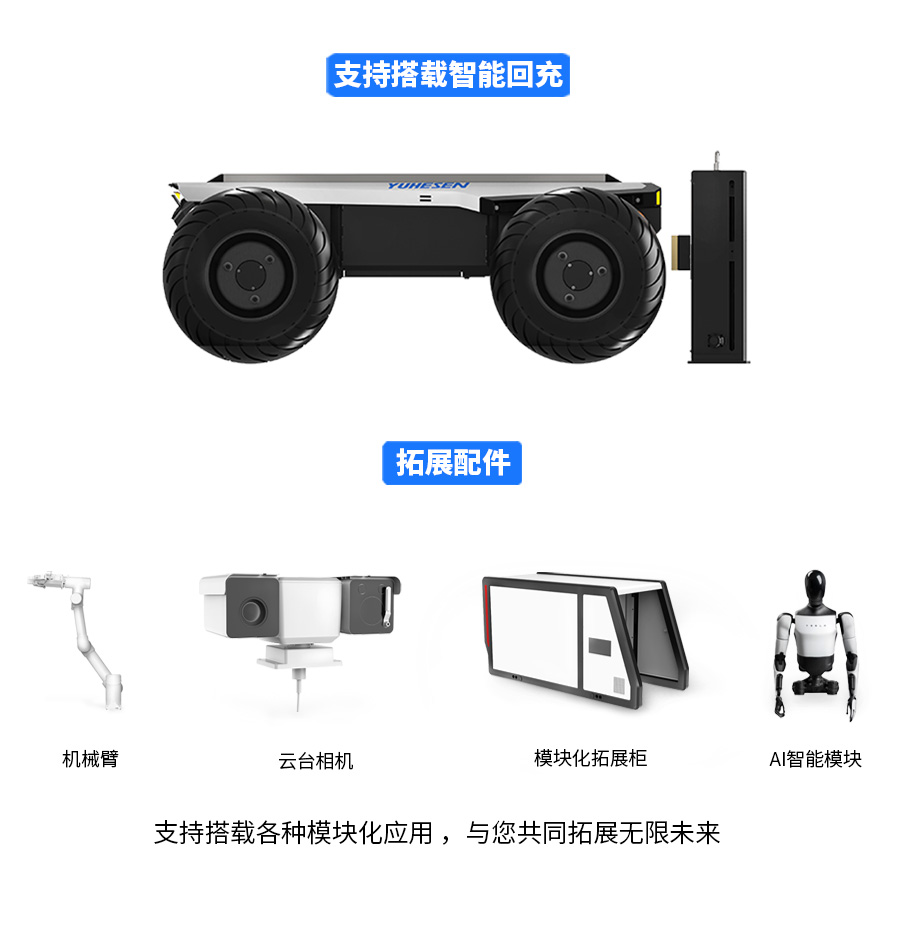 支持搭载智能回充
YUHESEN
拓展配件
机械臂
云台相机
模块化拓展柜
AI智能模块
支持搭载各种模块化应用，与您共同拓展无限未来